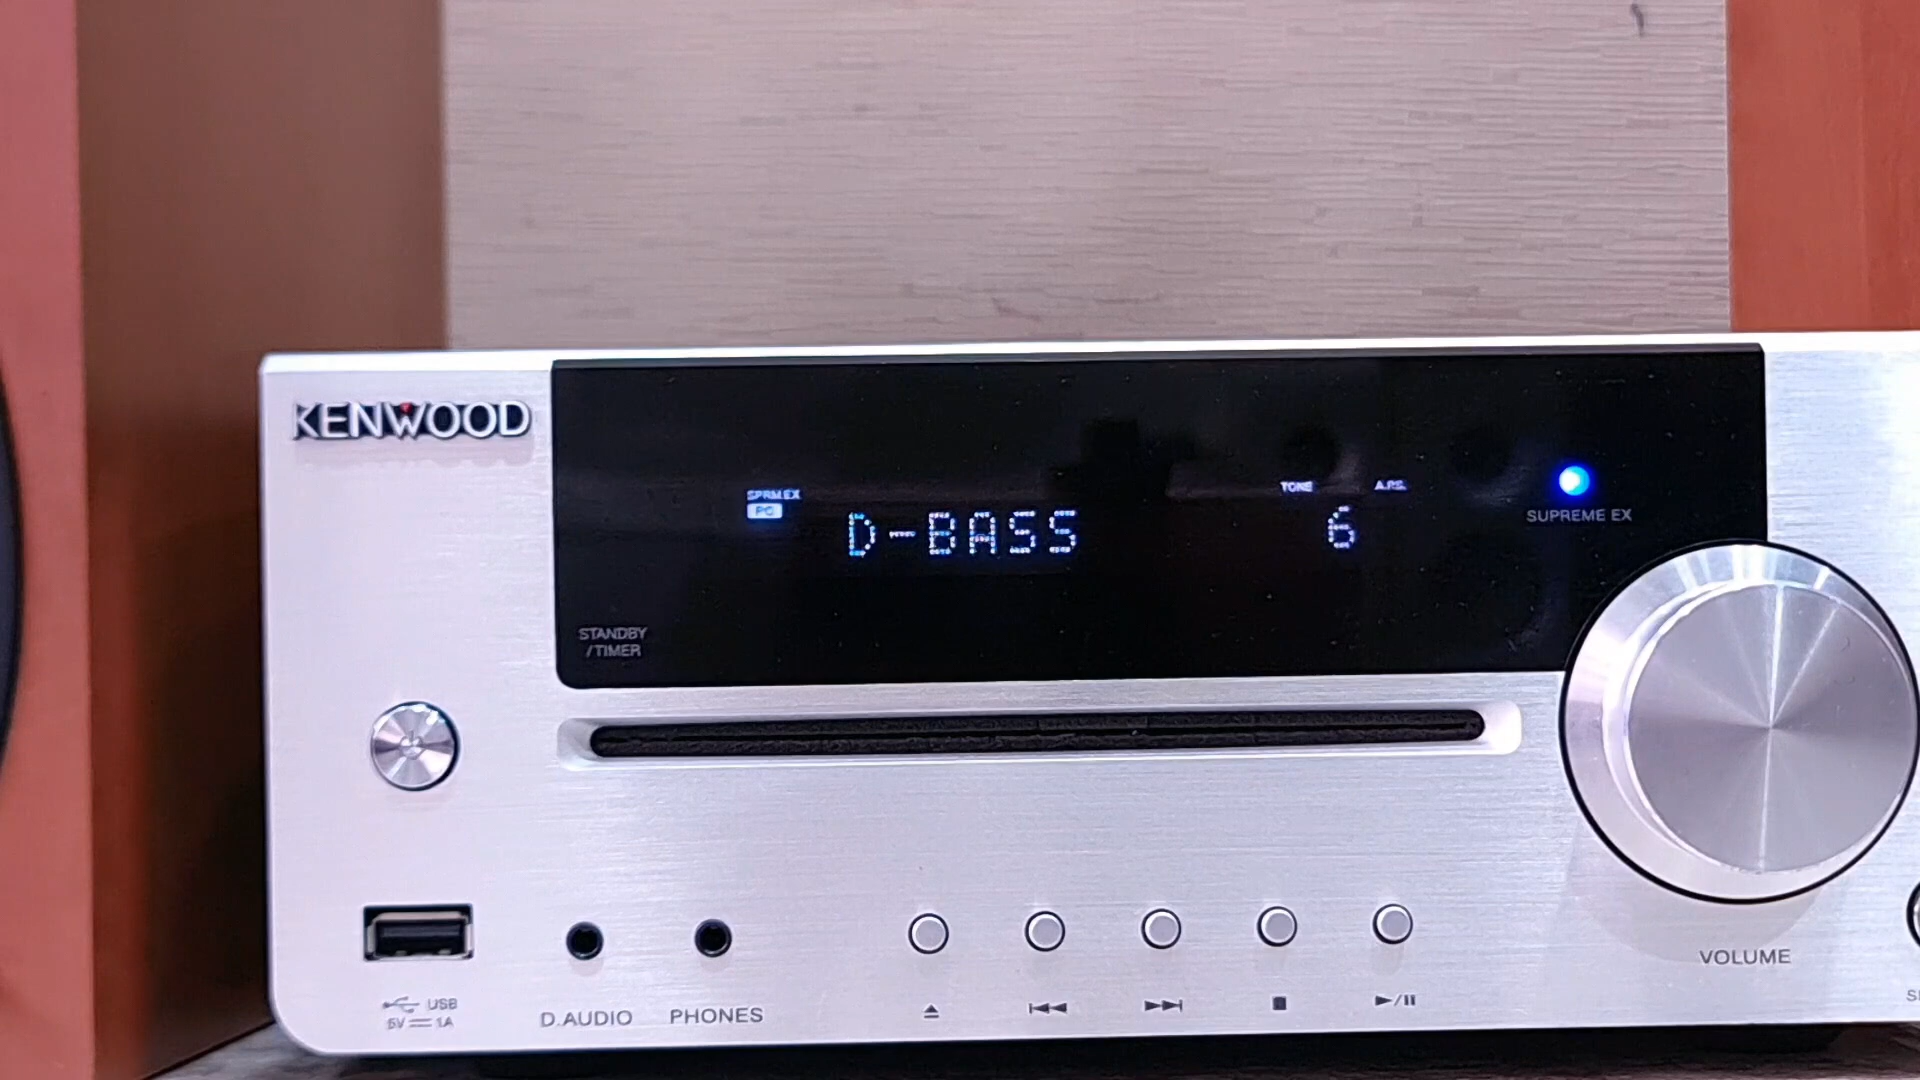 KENWOOD
SPRM.EX
PC
D-BASS
TONE
A.P.S.
6
SUPREME EX
STANDBY
/TIMER
USB
5V 1A
D.AUDIO
PHONES
VOLUME